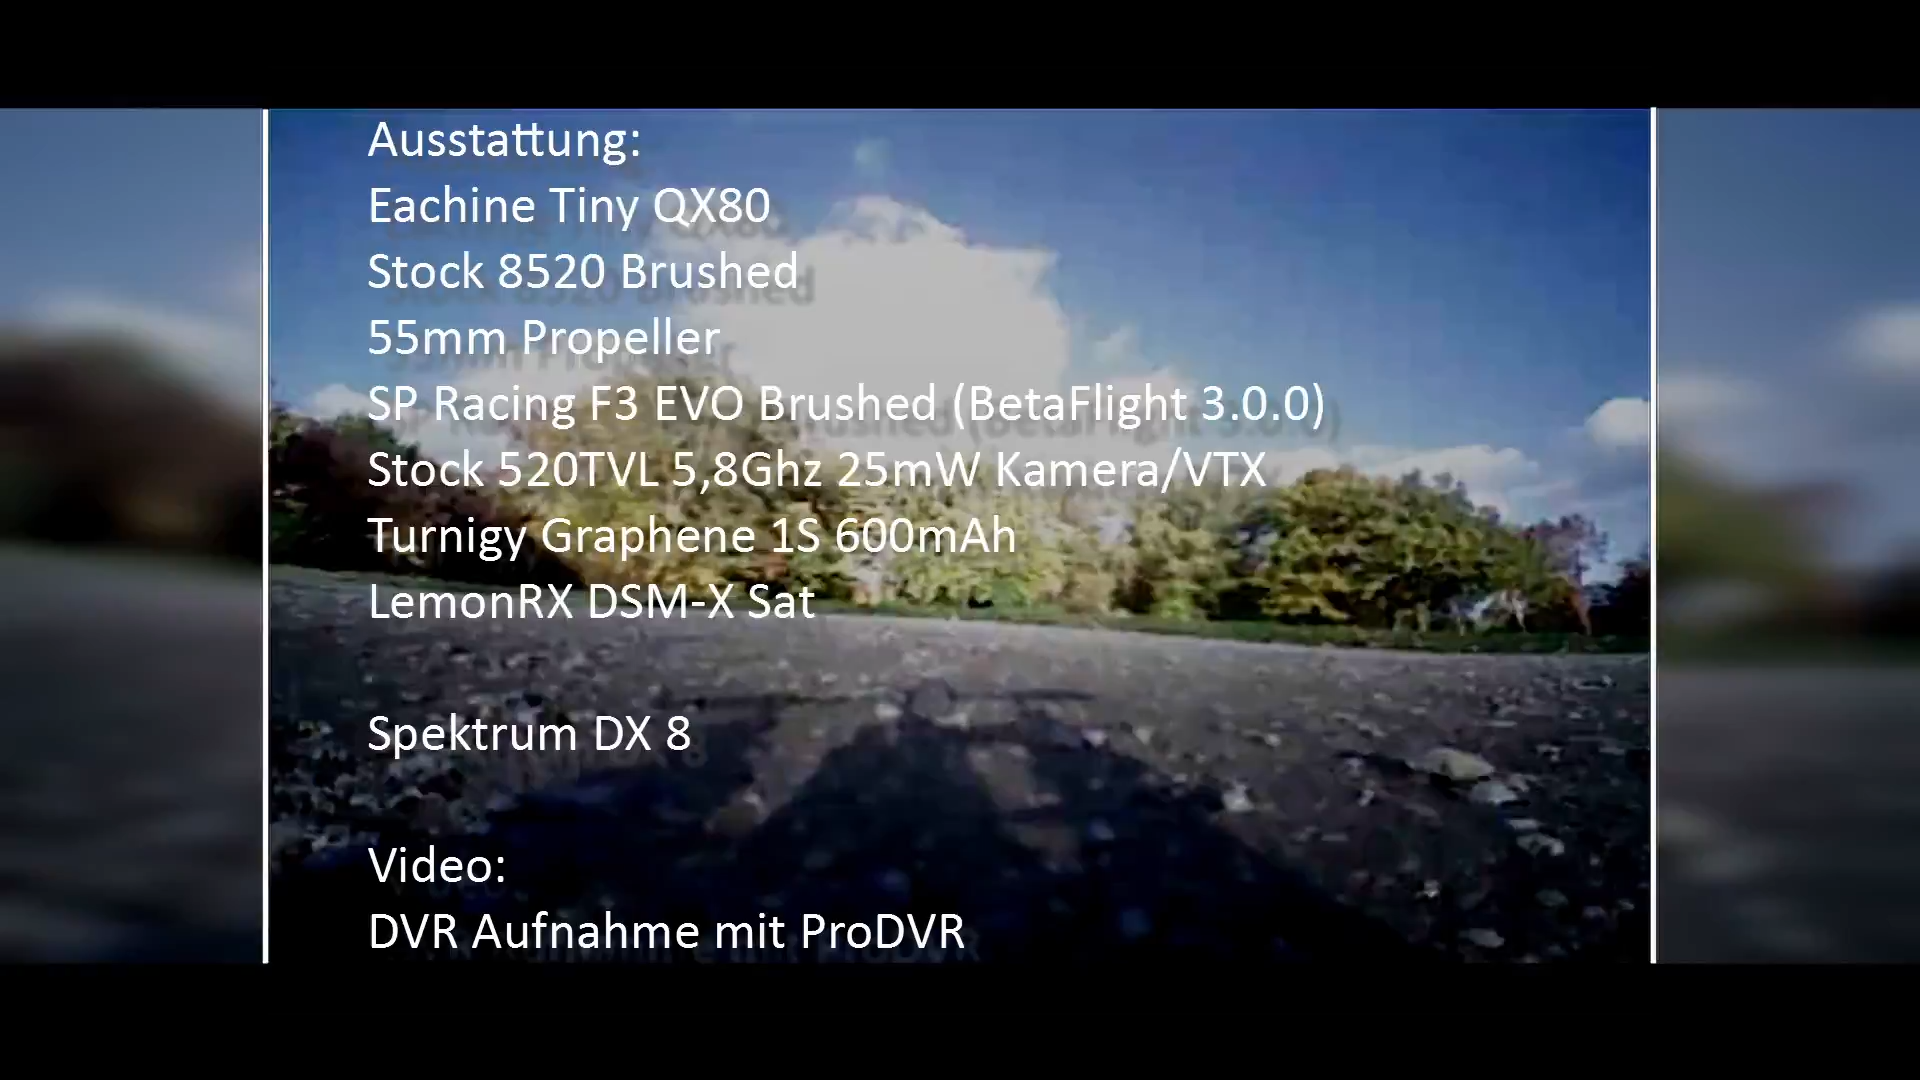 Ausstattung:
Eachine Tiny QX80
Stock 8520 Brushed
55mm Propeller
SP Racing F3 EVO Brushed (BetaFlight 3.0.0)
Stock 520TVL 5,8Ghz 25mW Kamera/VTX
Turnigy Graphene 1S 600mAh
LemonRX DSM-X Sat
Spektrum DX 8
Video:
DVR Aufnahme mit ProDVR